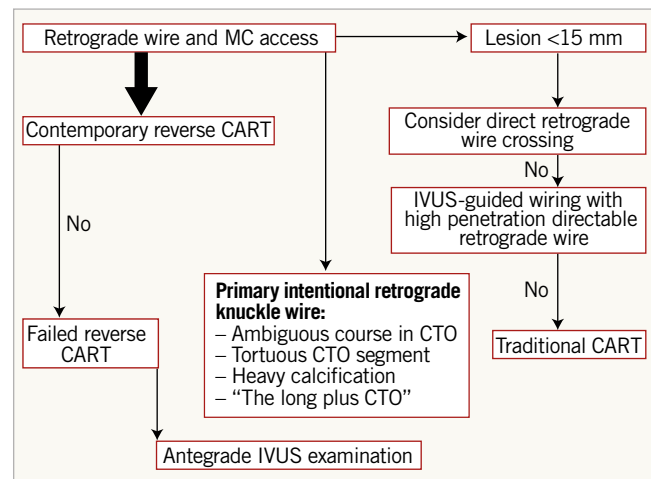 Retrograde wire and MC access
Lesion <15 mm
Contemporary reverse CART
Consider direct retrograde
wire crossing
No
No
IVUS-guided wiring with
high penetration directable
retrograde wire
Primary intentional retrograde
knuckle wire:
– Ambiguous course in CTO
– Tortuous CTO segment
– Heavy calcification
– “The long plus CTO”
No
Failed reverse
CART
Traditional CART
Antegrade IVUS examination